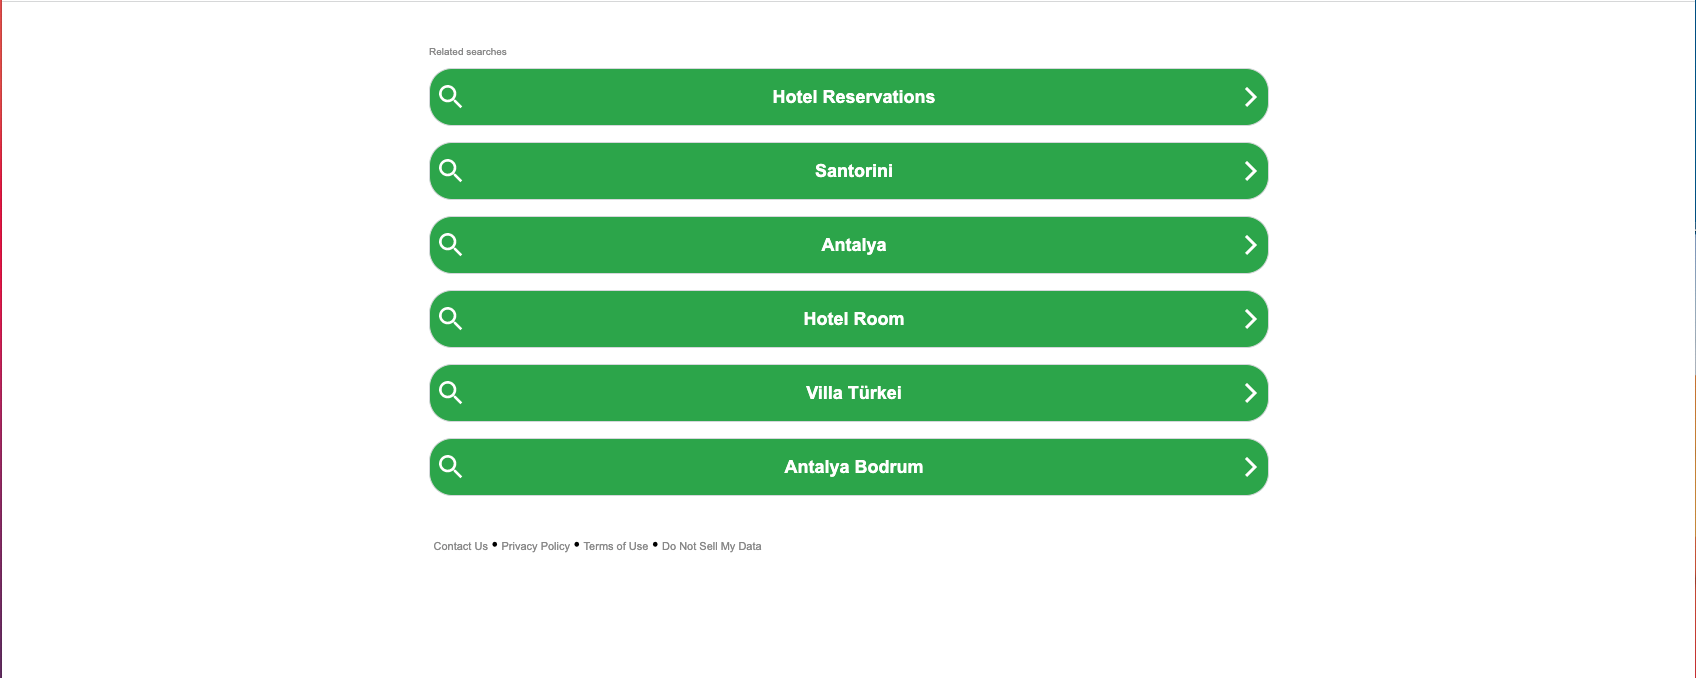 Related searches
Hotel Reservations
Santorini
Antalya
Hotel Room
Villa Türkei
Antalya Bodrum
Contact Us • Privacy Policy • Terms of Use • Do Not Sell My Data